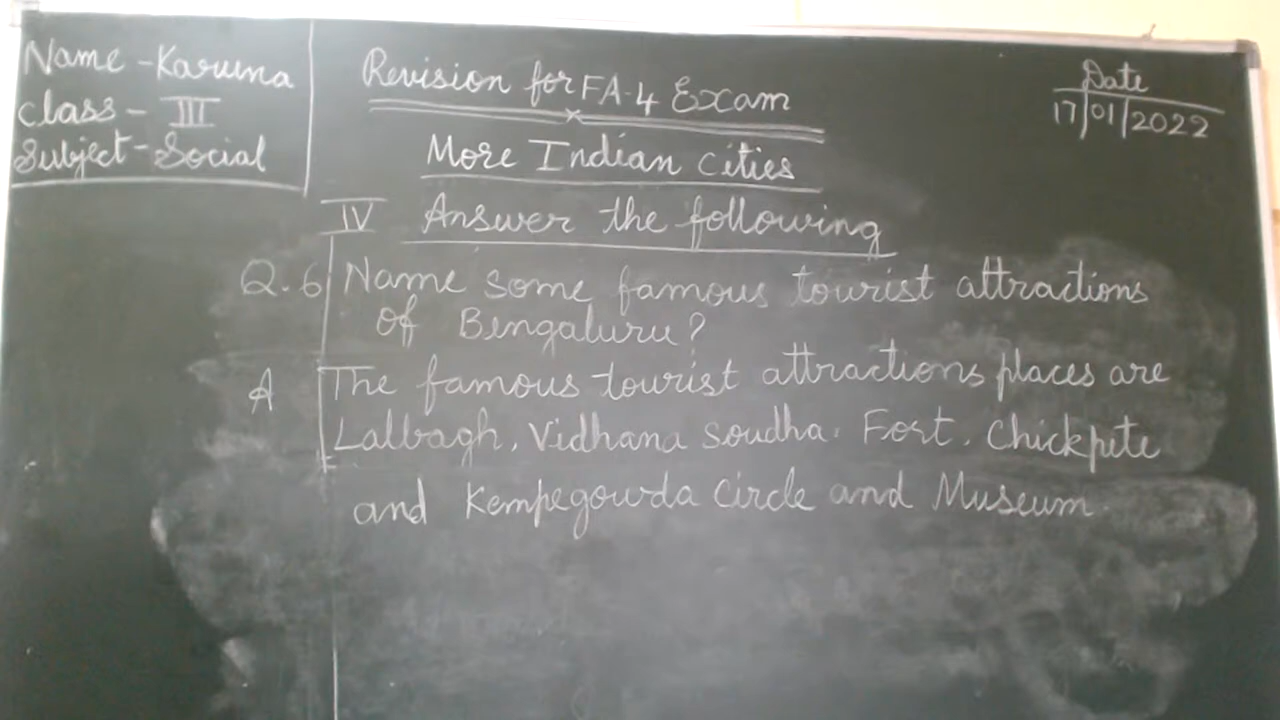 Name - Karuna
Class - III
Subject - Social
Revision for FA-4 Exam
Date
17/01/2022
More Indian Cities
IV Answer the following
Q.6 Name some famous tourist attractions
of Bengaluru?
A The famous tourist attractions places are
Lalbagh, Vidhana Soudha, Fort, Chickpete
and Kempegowda Circle and Museum.